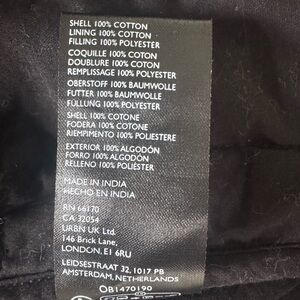 SHELL 100% COTTON
LINING 100% COTTON
FILLING 100% POLYESTER
COQUILLE 100% COTON
DOUBLURE 100% COTON
REMPLISSAGE 100% POLYESTER
OBERSTOFF 100% BAUMWOLLE
FUTTER 100% BAUMWOLLE
FÜLLUNG 100% POLYESTER
SHELL 100% COTONE
FODERA 100% COTONE
RIEMPIMENTO 100% POLIESTERE
EXTERIOR 100% ALGODÓN
FORRO 100% ALGODÓN
RELLENO 100% POLIÉSTER
MADE IN INDIA
HECHO EN INDIA
RN 66170
CA 32054
URBN UK Ltd.
146 Brick Lane,
LONDON, E1 6RU
LEIDSESTRAAT 32, 1017 PB
AMSTERDAM, NETHERLANDS
OB1470190